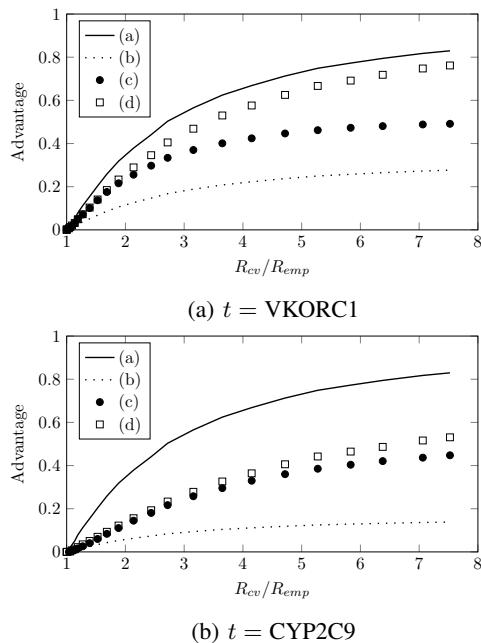 1
0.8
0.6
0.4
0.2
0
Advantage
(a)
(b)
(c)
(d)
1 2 3 4 5 6 7 8
R_cv/R_emp
(a) t = VKORC1
1
0.8
0.6
0.4
0.2
0
Advantage
(a)
(b)
(c)
(d)
1 2 3 4 5 6 7 8
R_cv/R_emp
(b) t = CYP2C9